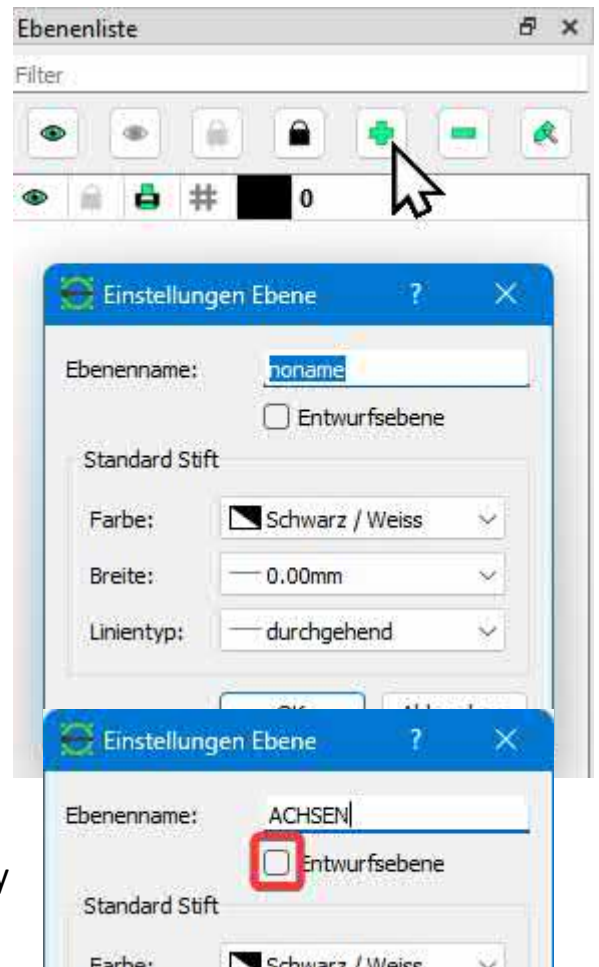 Ebenenliste
Filter
0
Einstellungen Ebene ?
Ebenenname: noname
Entwurfsebene
Standard Stift
Farbe: Schwarz / Weiss
Breite: 0.00mm
Linientyp: durchgehend
Einstellungen Ebene ?
Ebenenname: ACHSEN
Entwurfsebene
Standard Stift
Farbe: Schwarz / Weiss